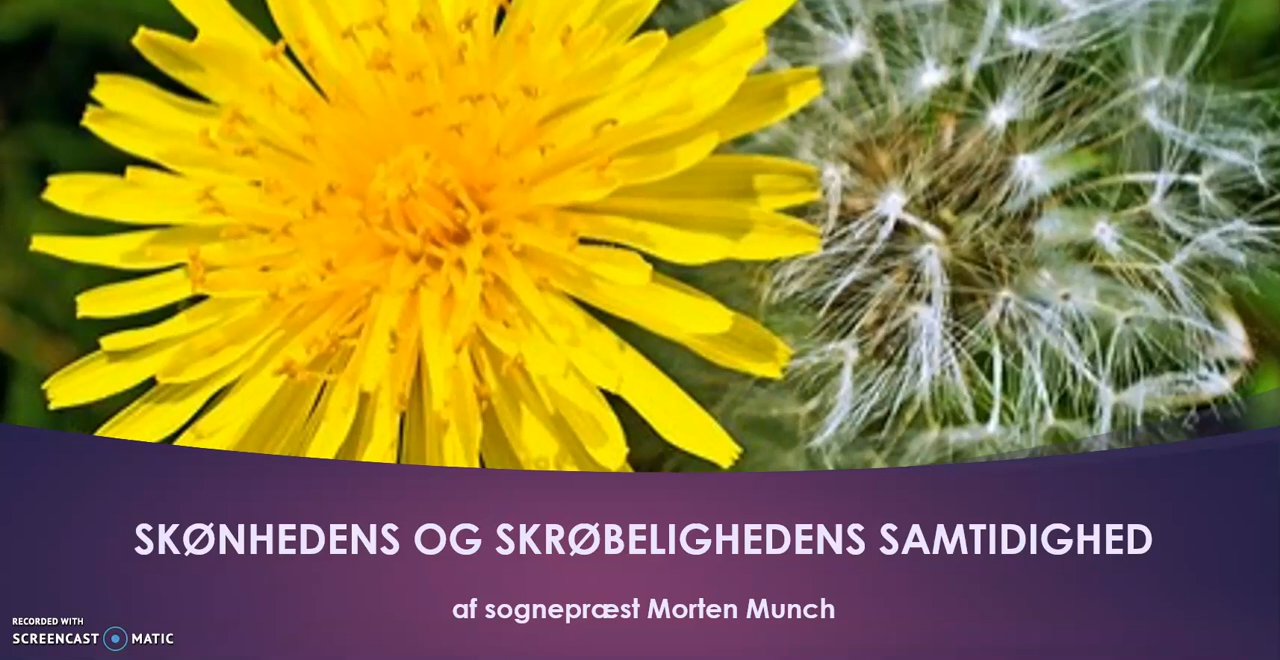 SKØNHEDENS OG SKRØBELIGHEDENS SAMTIDIGHED
af sognepræst Morten Munch
RECORDED WITH
SCREENCAST MATIC